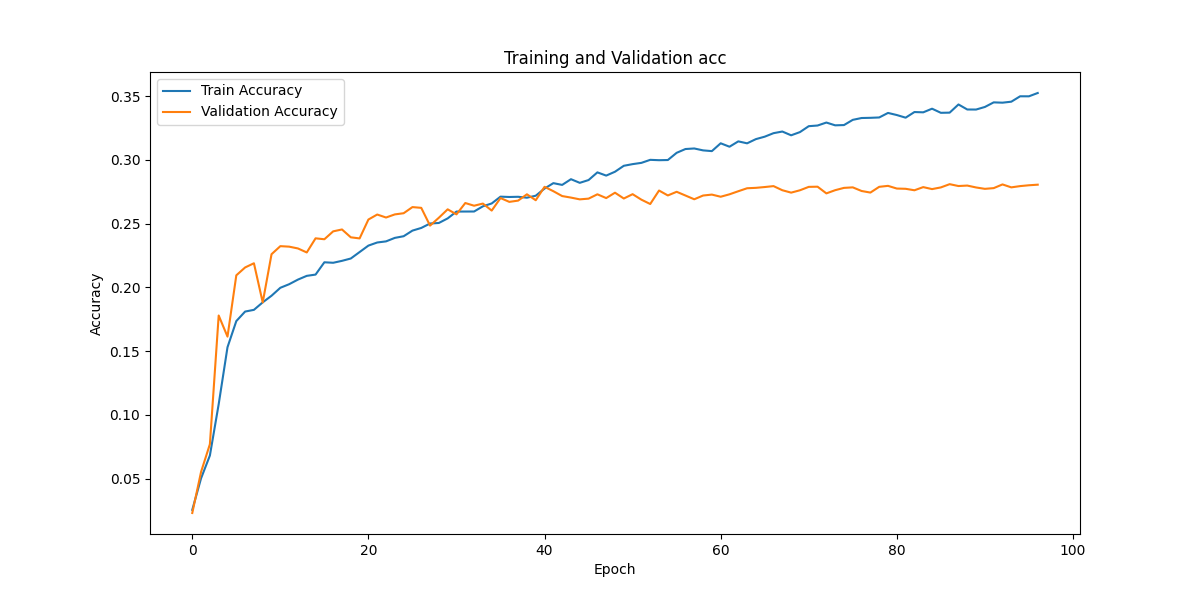 Training and Validation acc
Train Accuracy
Validation Accuracy
0.35
0.30
0.25
0.20
0.15
0.10
0.05
Accuracy
0 20 40 60 80 100
Epoch